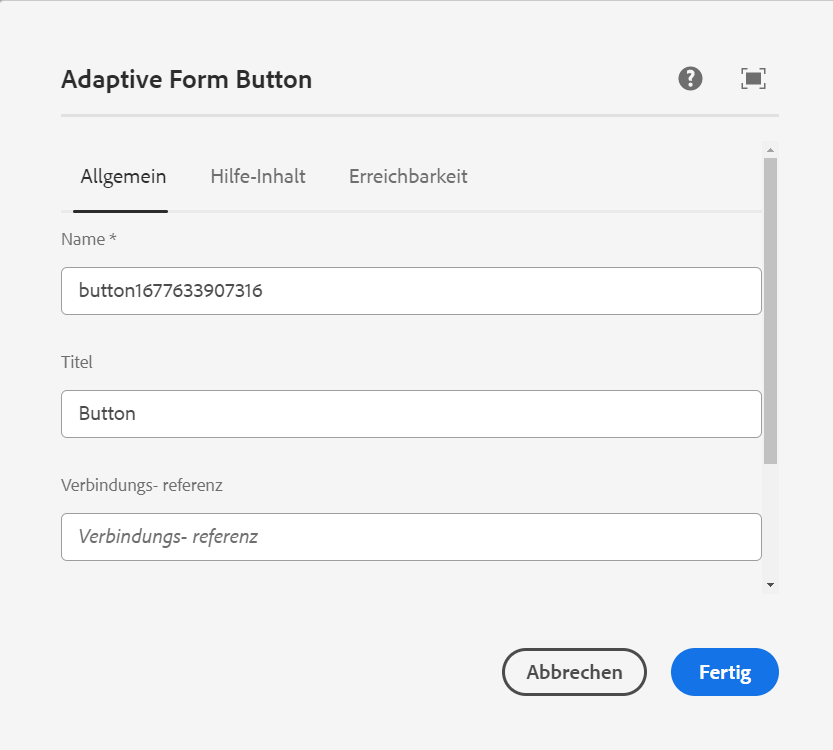 Adaptive Form Button
?
Allgemein Hilfe-Inhalt Erreichbarkeit
Name *
button1677633907316
Titel
Button
Verbindungs- referenz
Verbindungs- referenz
Abbrechen Fertig